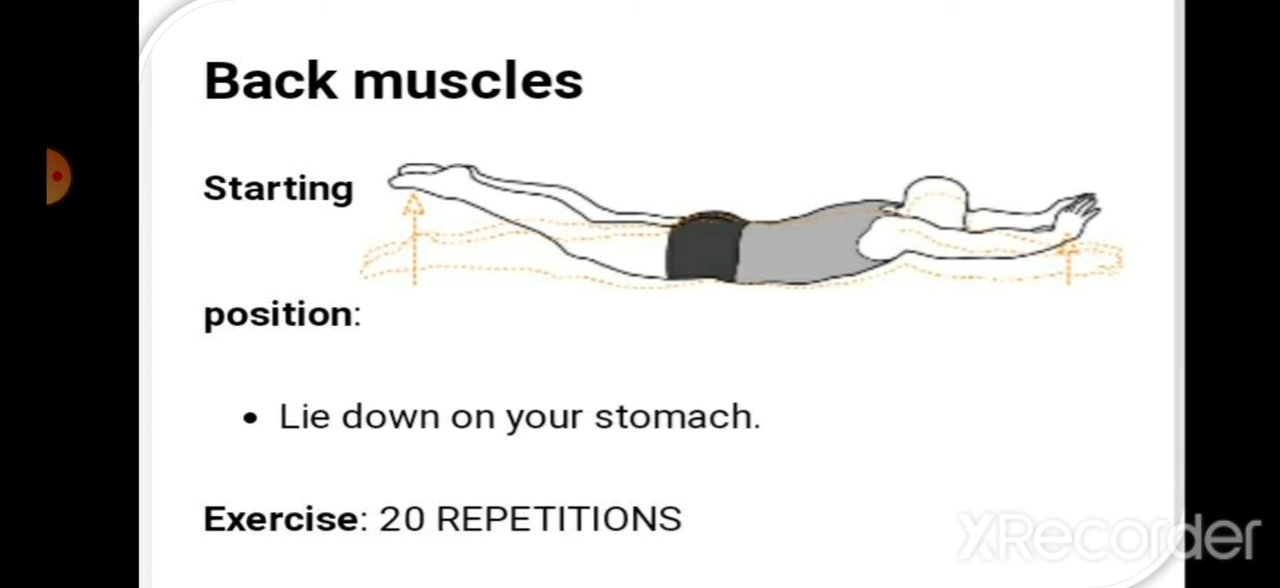 Back muscles
Starting
position:
• Lie down on your stomach.
Exercise: 20 REPETITIONS
XRecorder